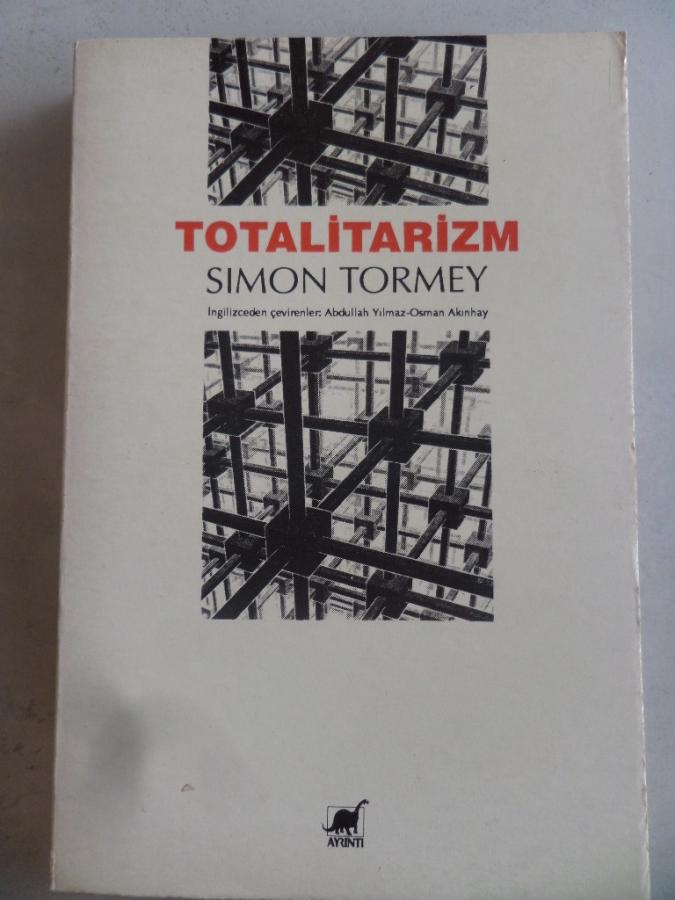 TOTALİTARİZM
SIMON TORMEY
İngilizceden çevirenler: Abdullah Yılmaz-Osman Akınhay
AYRINTI